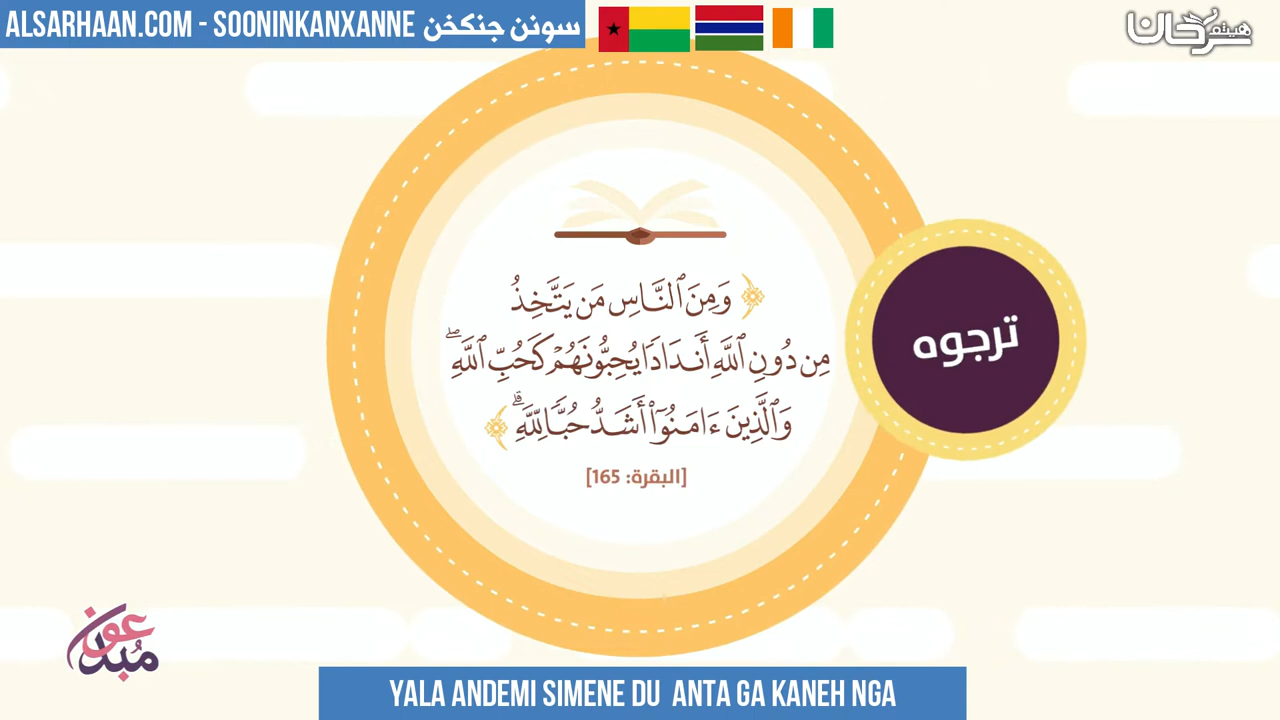 ALSARHAAN.COM - SOONINKANXANNE سونن جنكخن
﴿ وَمِنَ ٱلنَّاسِ مَن يَتَّخِذُ
مِن دُونِ ٱللَّهِ أَندَادًا يُحِبُّونَهُمْ كَحُبِّ ٱللَّهِ ۖ
وَٱلَّذِينَ ءَامَنُوٓا۟ أَشَدُّ حُبًّا لِّلَّهِ ۗ ﴾
[البقرة: 165]
ترجوه
مُبدعون
YALA ANDEMI SIMENE DU ANTA GA KANEH NGA